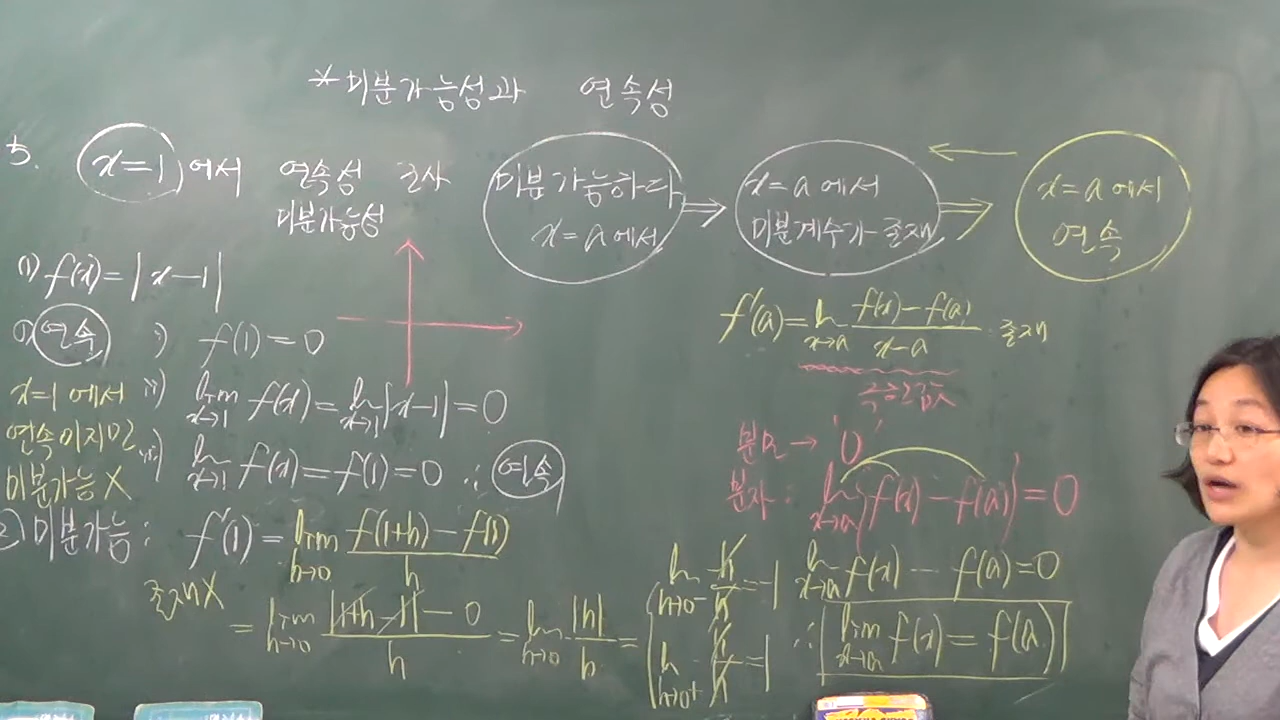 *미분가능성과 연속성
5. x=1에서 연속성 조사
미분가능성
(1) f(x)=|x-1|
① 연속 i) f(1)=0
ii) lim x→1 f(x)=lim x→1 |x-1|=0
iii) lim x→1 f(x)=f(1)=0 ∴ 연속
x=1에서
연속이지만
미분가능 X
② 미분가능: f'(1)=lim h→0 f(1+h)-f(1)/h
존재X
= lim h→0 |1+h-1|-0/h = lim h→0 |h|/h = { lim h→0- -h/h=-1
lim h→0+ h/h=1
미분가능하다 ⇒ x=a에서 ⇒ x=a에서
x=a에서 미분계수가 존재 ← 연속
f'(a)=lim x→a f(x)-f(a)/x-a 존재
분모 → '0'
분자: lim x→a (f(x)-f(a))=0
lim x→a f(x)-f(a)=0
∴ lim x→a f(x)=f(a)